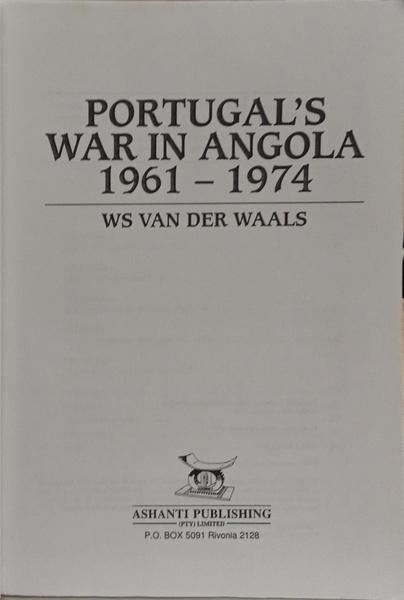 PORTUGAL'S
WAR IN ANGOLA
1961 – 1974
WS VAN DER WAALS
ASHANTI PUBLISHING
(PTY) LIMITED
P.O. BOX 5091 Rivonia 2128